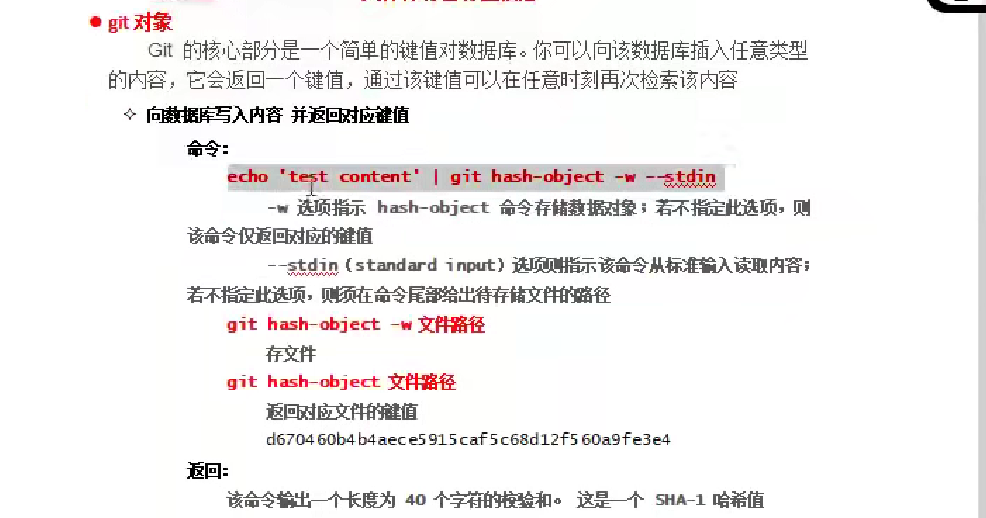 ● git 对象
Git 的核心部分是一个简单的键值对数据库。你可以向该数据库插入任意类型
的内容，它会返回一个键值，通过该键值可以在任意时刻再次检索该内容
✧ 向数据库写入内容 并返回对应键值
命令：
echo 'test content' | git hash-object -w --stdin
-w 选项指示 hash-object 命令存储数据对象；若不指定此选项，则
该命令仅返回对应的键值
--stdin（standard input）选项则指示该命令从标准输入读取内容；
若不指定此选项，则须在命令尾部给出待存储文件的路径
git hash-object -w 文件路径
存文件
git hash-object 文件路径
返回对应文件的键值
d670460b4b4aece5915caf5c68d12f560a9fe3e4
返回：
该命令输出一个长度为 40 个字符的校验和。 这是一个 SHA-1 哈希值